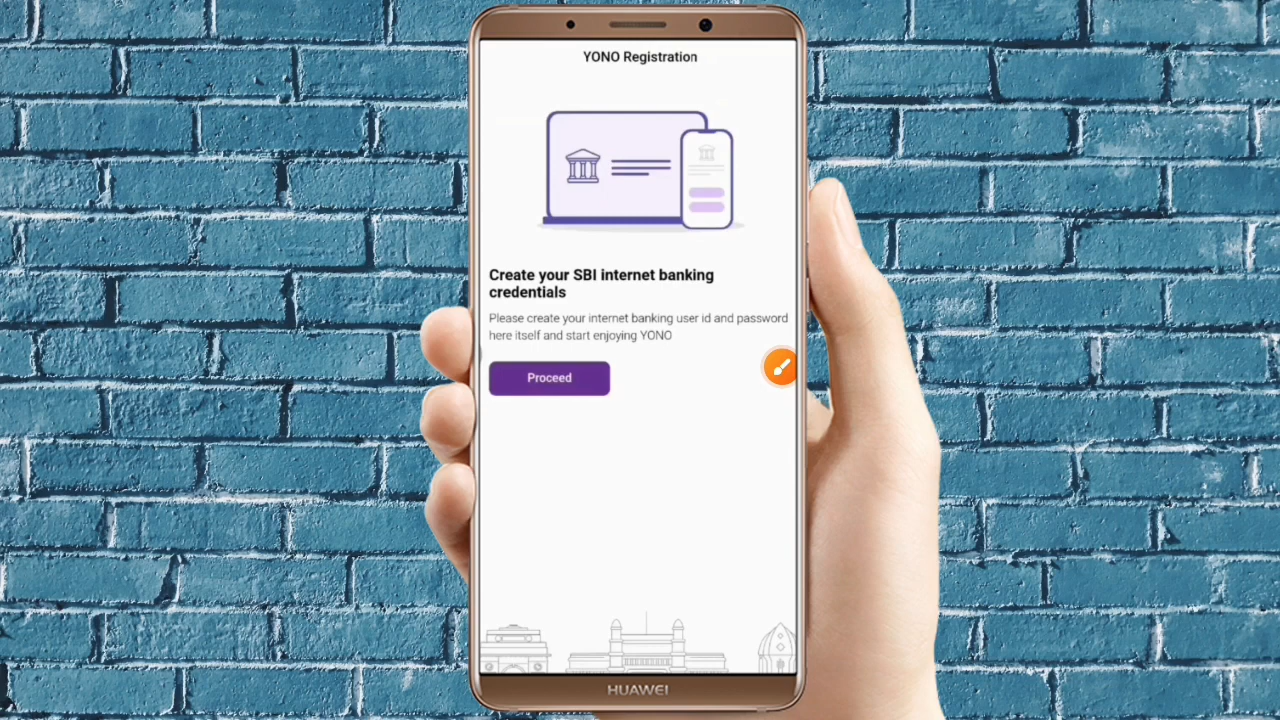 YONO Registration
Create your SBI internet banking
credentials
Please create your internet banking user id and password
here itself and start enjoying YONO
Proceed
HUAWEI